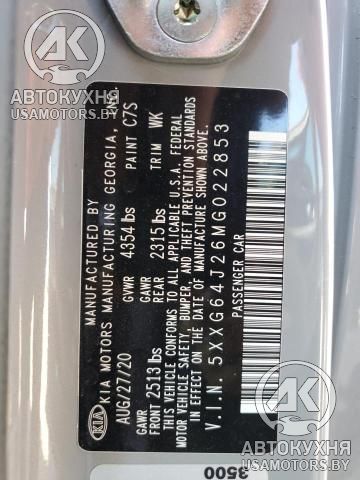 AK
АВТОКУХНЯ
USAMOTORS.BY
MANUFACTURED BY
KIA MOTORS MANUFACTURING GEORGIA, INC.
AUG/27/20 GVWR 4354 lbs PAINT C7S
GAWR FRONT 2513 lbs GAWR REAR 2315 lbs TRIM WK
THIS VEHICLE CONFORMS TO ALL APPLICABLE U.S.A. FEDERAL
MOTOR VEHICLE SAFETY, BUMPER, AND THEFT PREVENTION STANDARDS
IN EFFECT ON THE DATE OF MANUFACTURE SHOWN ABOVE.
V.I.N. 5XXG64J26MG022853
PASSENGER CAR
KIA
3500
AK
АВТОКУХНЯ
USAMOTORS.BY